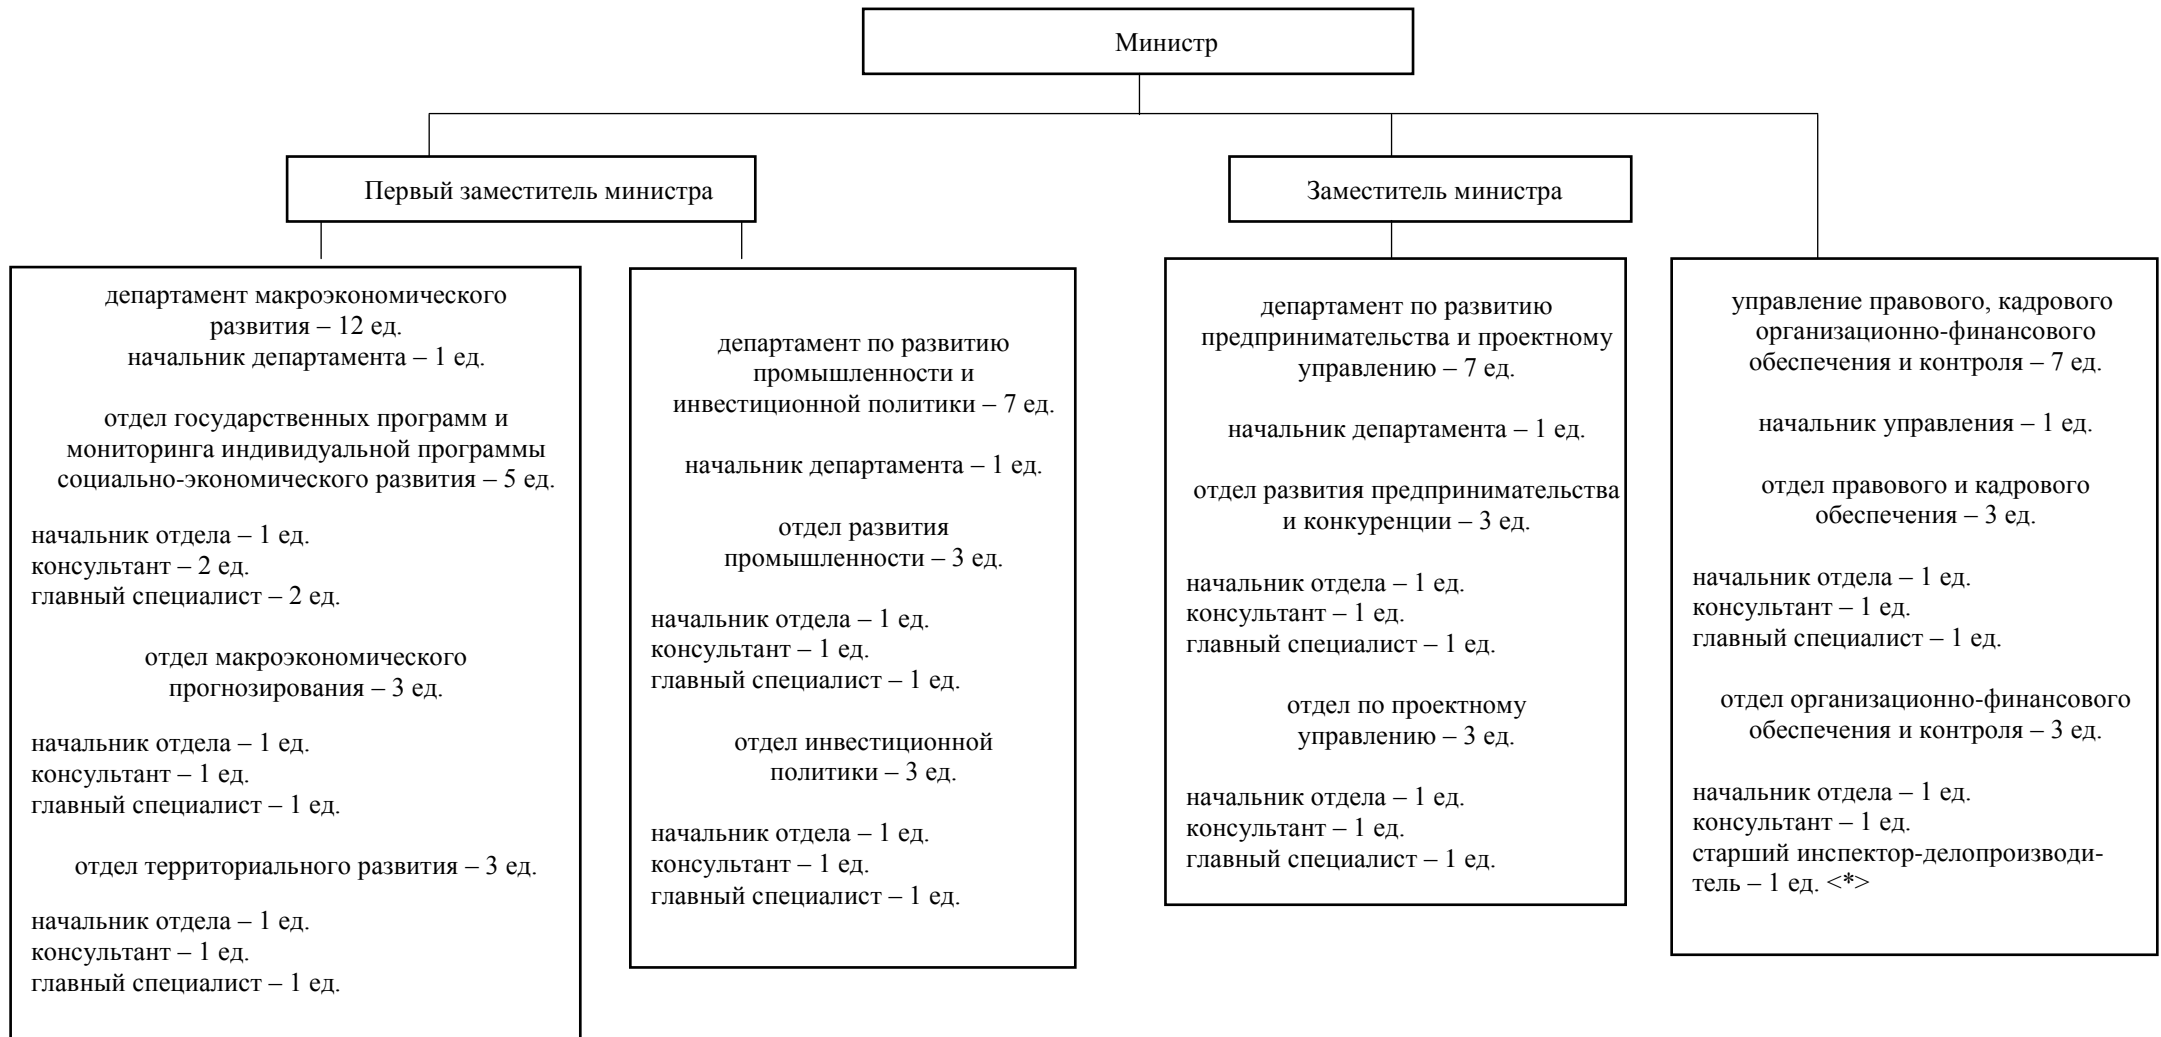 Министр
Первый заместитель министра
Заместитель министра
департамент макроэкономического
развития – 12 ед.
начальник департамента – 1 ед.
отдел государственных программ и
мониторинга индивидуальной программы
социально-экономического развития – 5 ед.
начальник отдела – 1 ед.
консультант – 2 ед.
главный специалист – 2 ед.
отдел макроэкономического
прогнозирования – 3 ед.
начальник отдела – 1 ед.
консультант – 1 ед.
главный специалист – 1 ед.
отдел территориального развития – 3 ед.
начальник отдела – 1 ед.
консультант – 1 ед.
главный специалист – 1 ед.
департамент по развитию
промышленности и
инвестиционной политики – 7 ед.
начальник департамента – 1 ед.
отдел развития
промышленности – 3 ед.
начальник отдела – 1 ед.
консультант – 1 ед.
главный специалист – 1 ед.
отдел инвестиционной
политики – 3 ед.
начальник отдела – 1 ед.
консультант – 1 ед.
главный специалист – 1 ед.
департамент по развитию
предпринимательства и проектному
управлению – 7 ед.
начальник департамента – 1 ед.
отдел развития предпринимательства
и конкуренции – 3 ед.
начальник отдела – 1 ед.
консультант – 1 ед.
главный специалист – 1 ед.
отдел по проектному
управлению – 3 ед.
начальник отдела – 1 ед.
консультант – 1 ед.
главный специалист – 1 ед.
управление правового, кадрового
организационно-финансового
обеспечения и контроля – 7 ед.
начальник управления – 1 ед.
отдел правового и кадрового
обеспечения – 3 ед.
начальник отдела – 1 ед.
консультант – 1 ед.
главный специалист – 1 ед.
отдел организационно-финансового
обеспечения и контроля – 3 ед.
начальник отдела – 1 ед.
консультант – 1 ед.
старший инспектор-делопроизводи-
тель – 1 ед. <*>